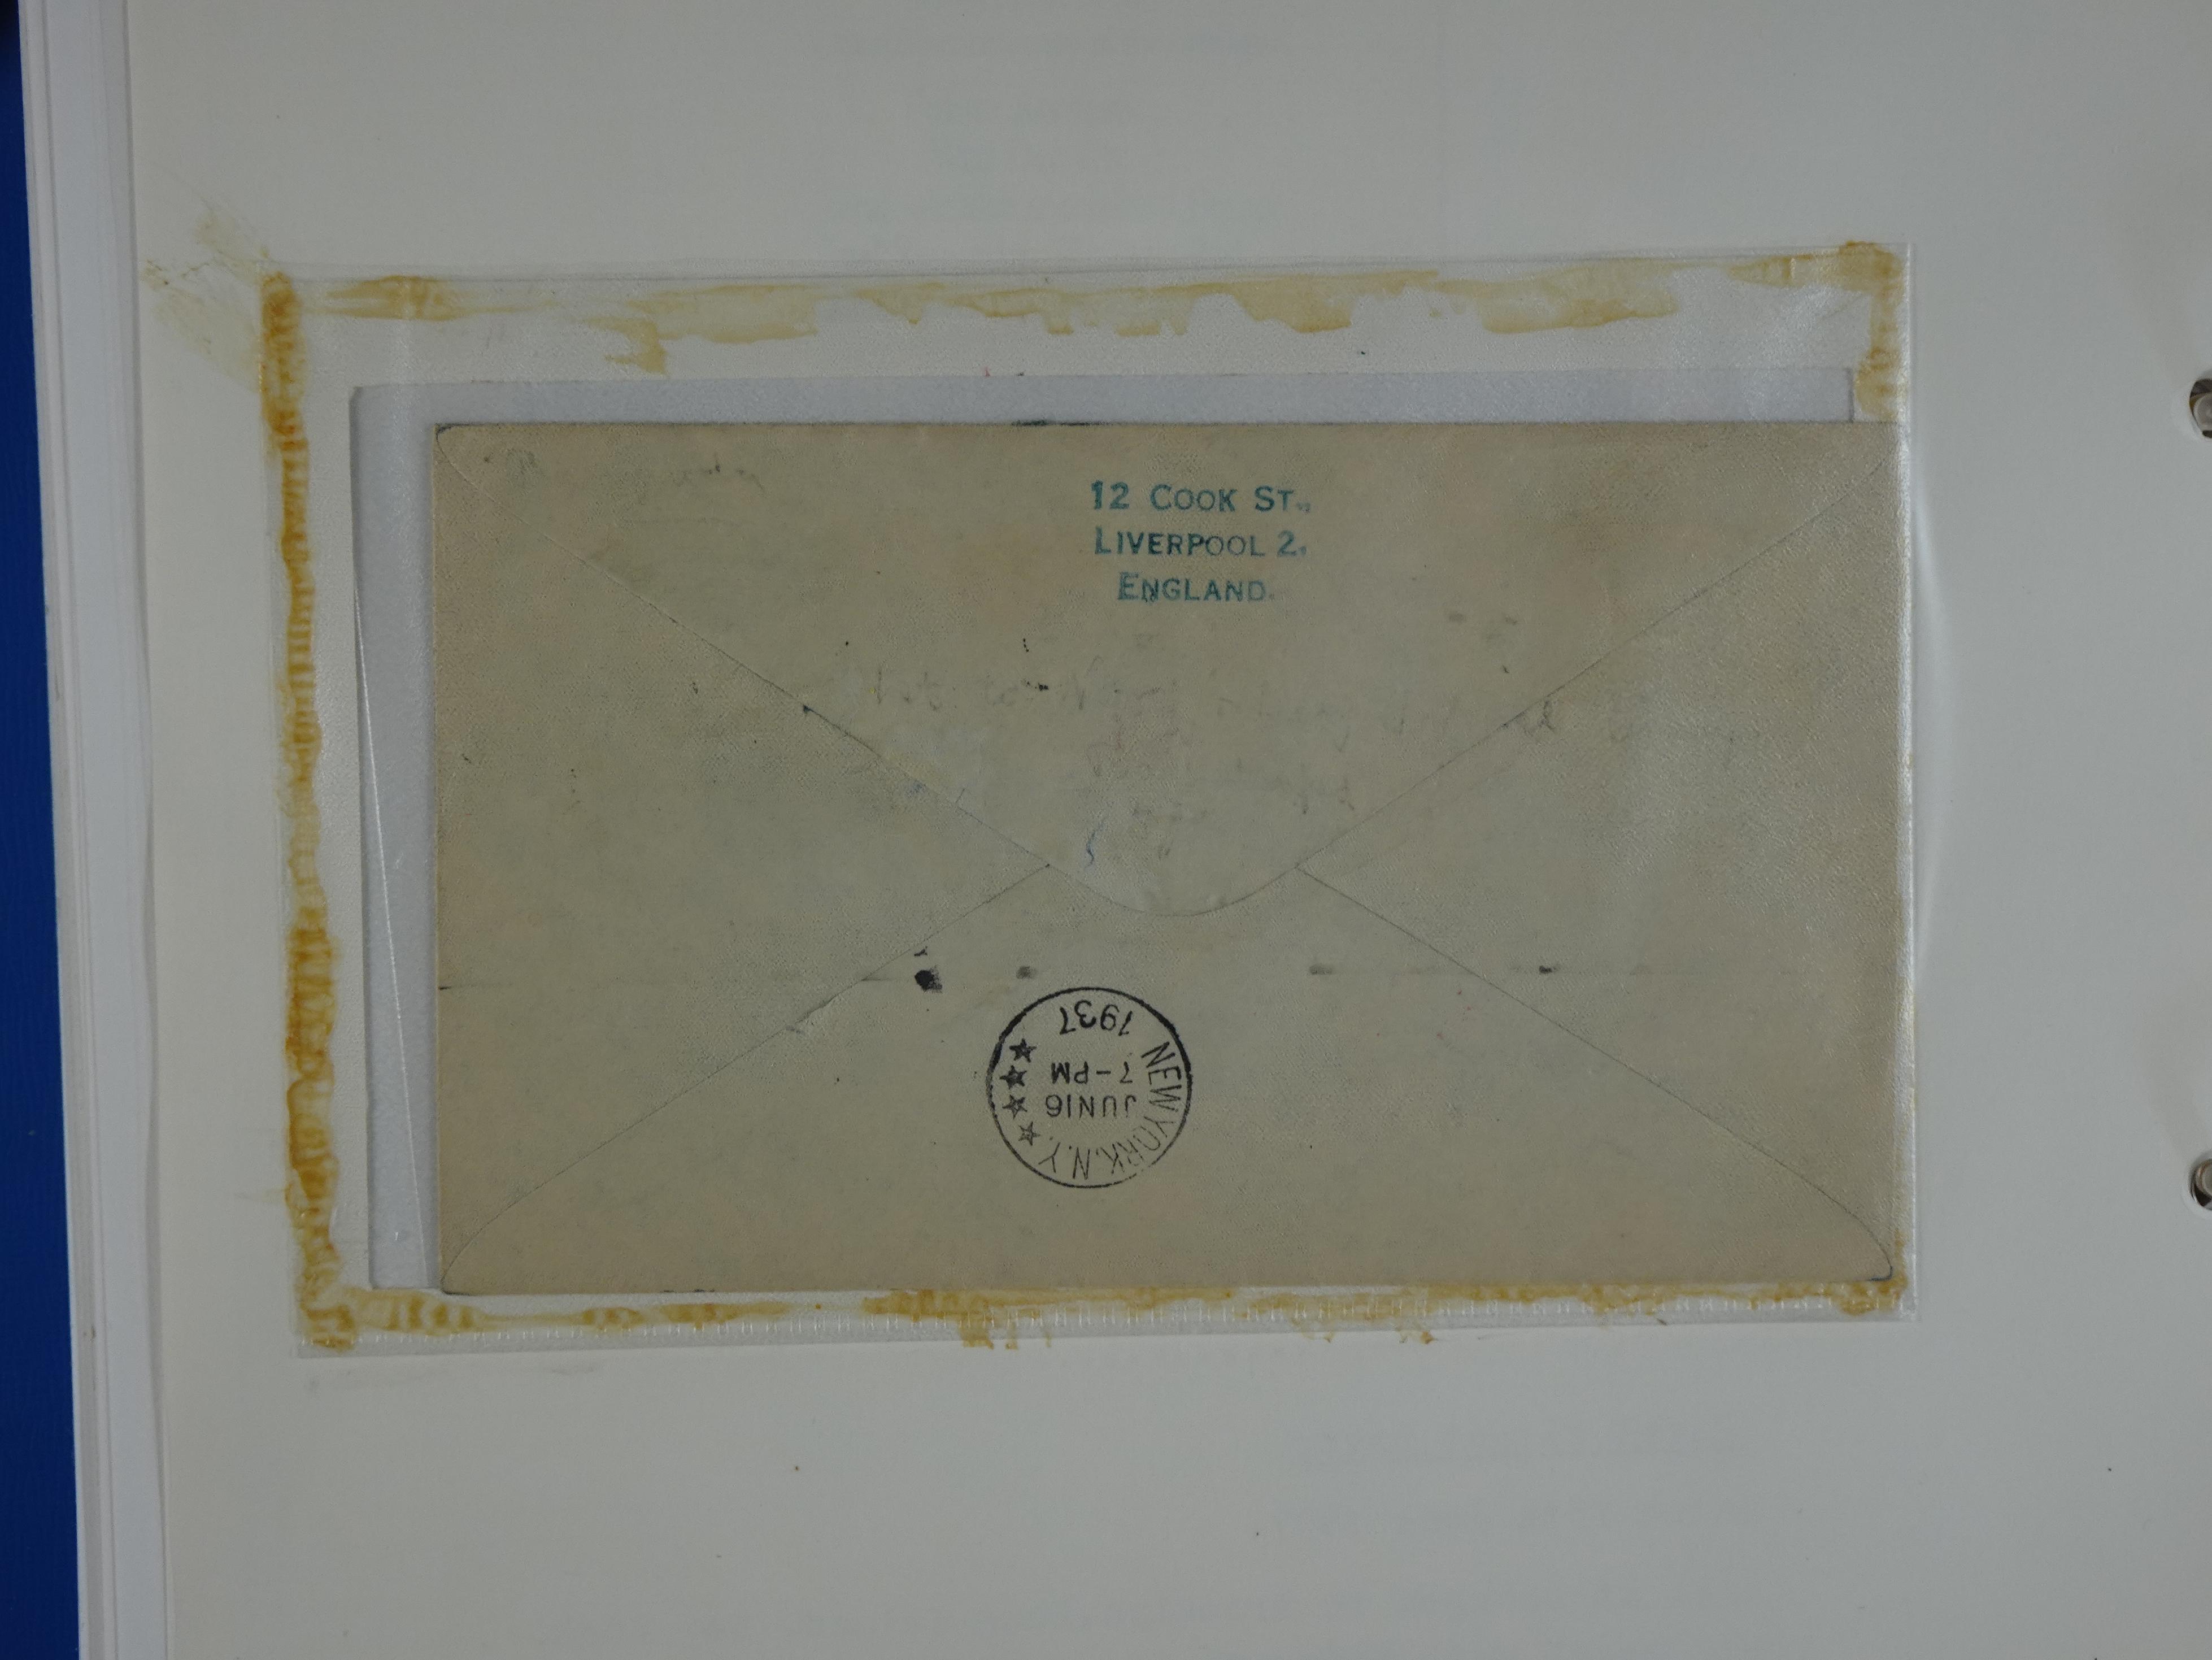 12 COOK ST.,
LIVERPOOL 2.
ENGLAND.
NEW YORK, N.Y.
JUN 16
7-PM
1937